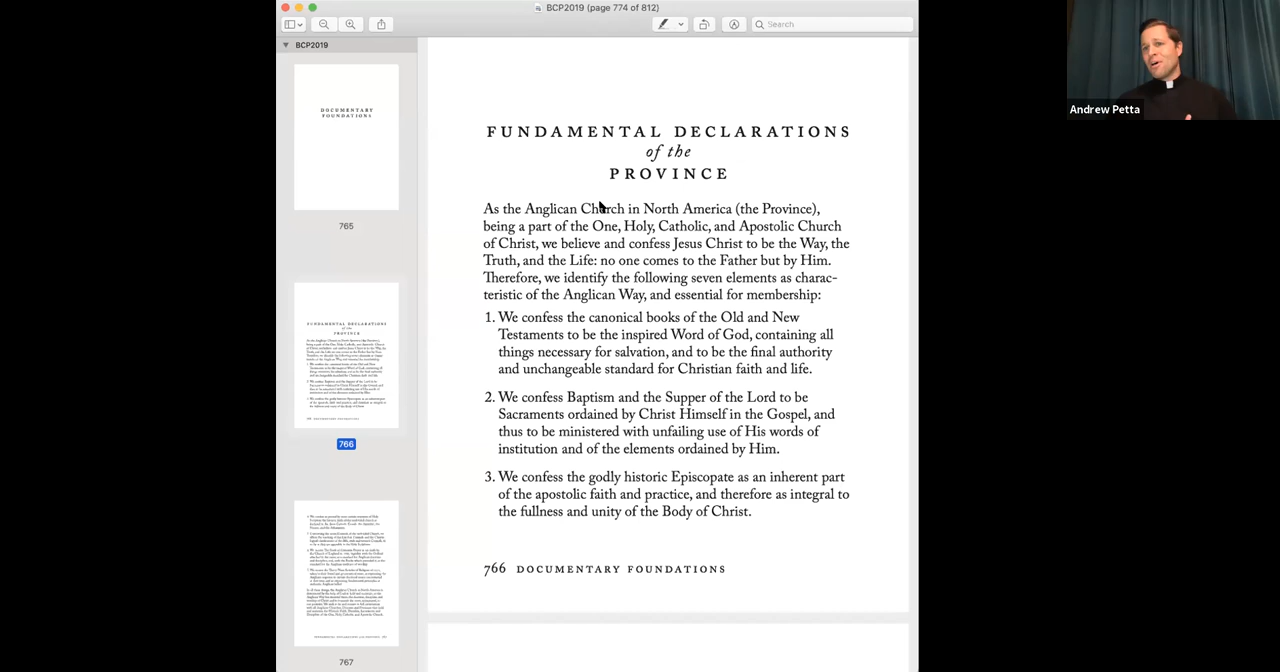 BCP2019 (page 774 of 812)
Search
BCP2019
DOCUMENTARY
FOUNDATIONS
765
FUNDAMENTAL DECLARATIONS
of the
PROVINCE
766
767
FUNDAMENTAL DECLARATIONS
of the
PROVINCE
As the Anglican Church in North America (the Province),
being a part of the One, Holy, Catholic, and Apostolic Church
of Christ, we believe and confess Jesus Christ to be the Way, the
Truth, and the Life: no one comes to the Father but by Him.
Therefore, we identify the following seven elements as charac-
teristic of the Anglican Way, and essential for membership:
1. We confess the canonical books of the Old and New
Testaments to be the inspired Word of God, containing all
things necessary for salvation, and to be the final authority
and unchangeable standard for Christian faith and life.
2. We confess Baptism and the Supper of the Lord to be
Sacraments ordained by Christ Himself in the Gospel, and
thus to be ministered with unfailing use of His words of
institution and of the elements ordained by Him.
3. We confess the godly historic Episcopate as an inherent part
of the apostolic faith and practice, and therefore as integral to
the fullness and unity of the Body of Christ.
766 DOCUMENTARY FOUNDATIONS
Andrew Petta